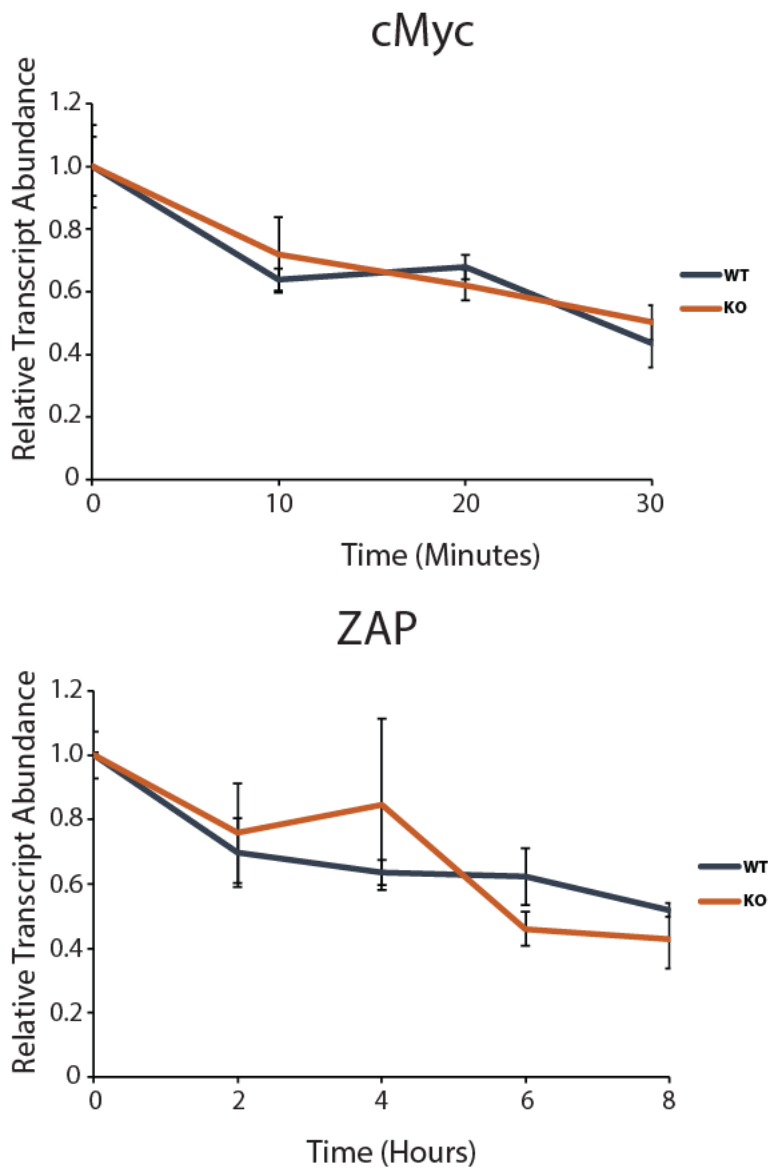 cMyc
Relative Transcript Abundance
1.2
1.0
0.8
0.6
0.4
0.2
0
0 10 20 30
Time (Minutes)
WT
KO
ZAP
Relative Transcript Abundance
1.2
1.0
0.8
0.6
0.4
0.2
0
0 2 4 6 8
Time (Hours)
WT
KO